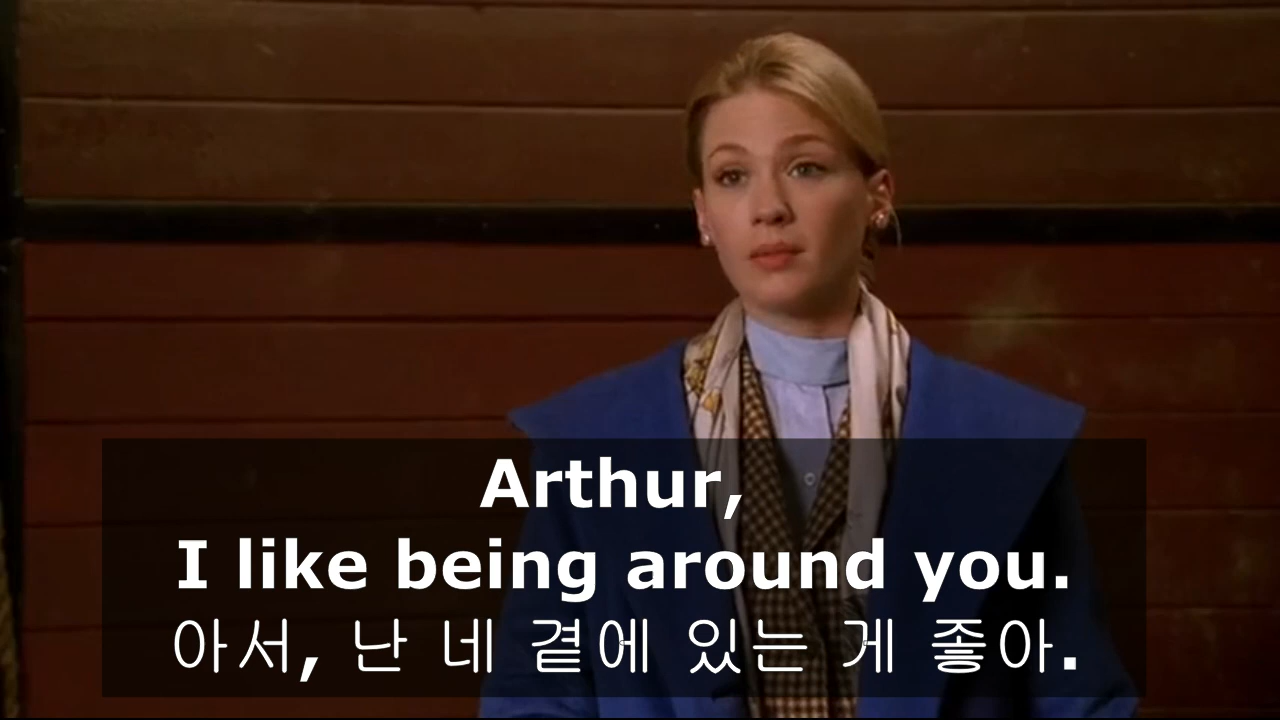 Arthur,
I like being around you.
아서, 난 네 곁에 있는 게 좋아.